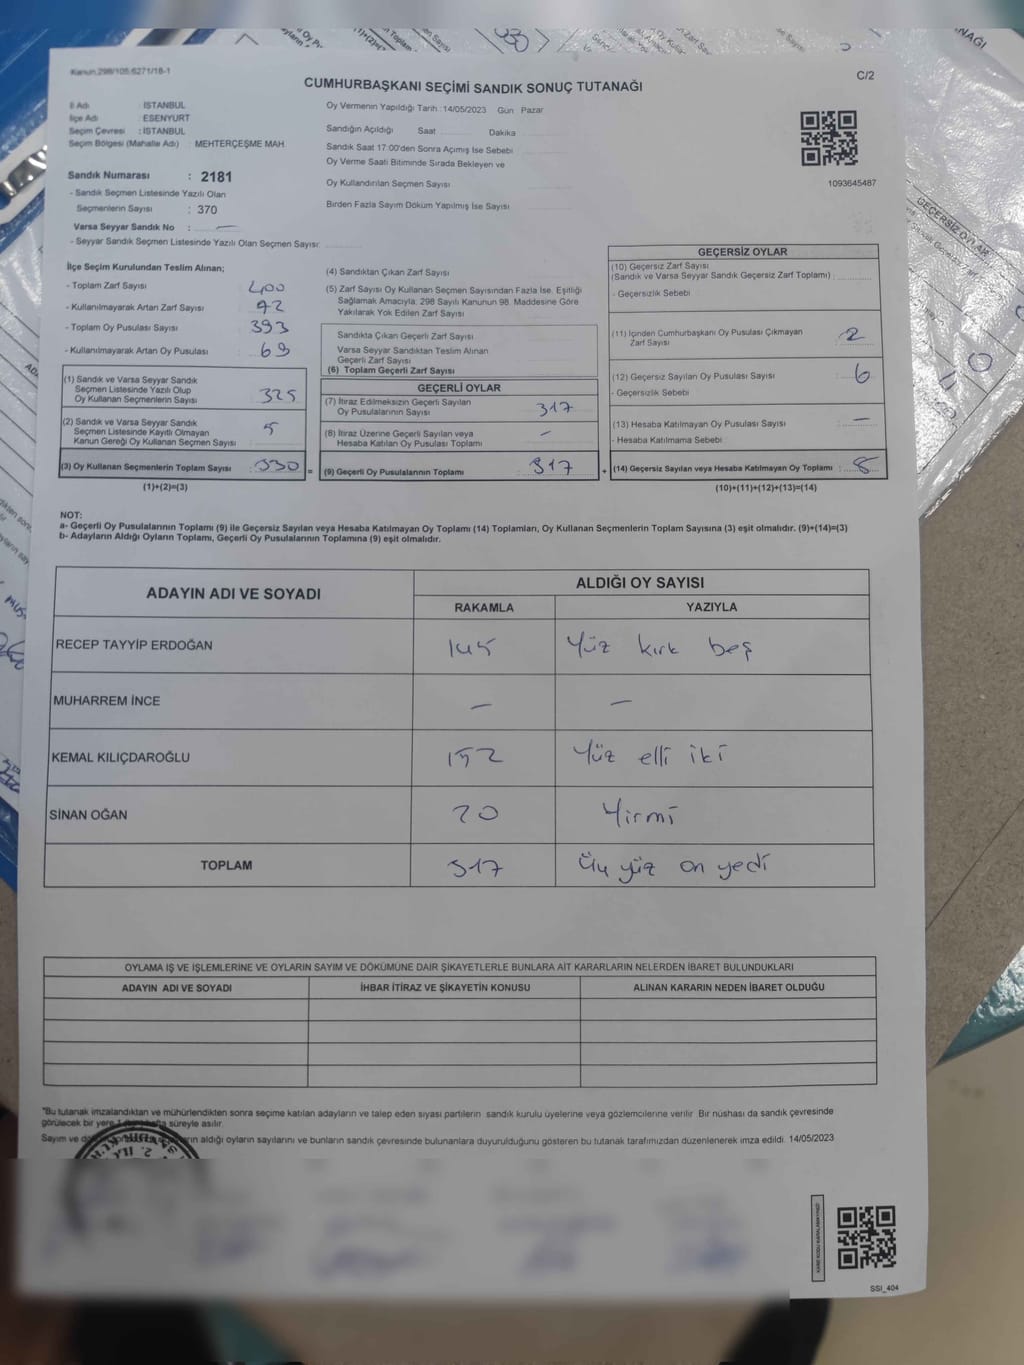 Kanun.298/105.6271/18-1
C/2
CUMHURBAŞKANI SEÇİMİ SANDIK SONUÇ TUTANAĞI
İl Adı : İSTANBUL
İlçe Adı : ESENYURT
Seçim Çevresi : İSTANBUL
Seçim Bölgesi (Mahalle Adı) : MEHTERÇEŞME MAH.
Sandık Numarası : 2181
- Sandık Seçmen Listesinde Yazılı Olan
Seçmenlerin Sayısı : 370
Varsa Seyyar Sandık No : —
- Seyyar Sandık Seçmen Listesinde Yazılı Olan Seçmen Sayısı:
Oy Vermenin Yapıldığı Tarih :14/05/2023 Gün Pazar
Sandığın Açıldığı Saat Dakika
Sandık Saat 17:00'den Sonra Açımış İse Sebebi
Oy Verme Saati Bitiminde Sırada Bekleyen ve
Oy Kullandırılan Seçmen Sayısı
Birden Fazla Sayım Döküm Yapılmış İse Sayısı
1093645487
İlçe Seçim Kurulundan Teslim Alınan;
- Toplam Zarf Sayısı : 400
- Kullanılmayarak Artan Zarf Sayısı : 42
- Toplam Oy Pusulası Sayısı : 393
- Kullanılmayarak Artan Oy Pusulası : 63
(1) Sandık ve Varsa Seyyar Sandık
Seçmen Listesinde Yazılı Olup
Oy Kullanan Seçmenlerin Sayısı : 325
(2) Sandık ve Varsa Seyyar Sandık
Seçmen Listesinde Kayıtlı Olmayan
Kanun Gereği Oy Kullanan Seçmen Sayısı : 5
(3) Oy Kullanan Seçmenlerin Toplam Sayısı : 330 =
(1)+(2)=(3)
(4) Sandıktan Çıkan Zarf Sayısı
(5) Zarf Sayısı Oy Kullanan Seçmen Sayısından Fazla İse, Eşitliği
Sağlamak Amacıyla; 298 Sayılı Kanunun 98. Maddesine Göre
Yakılarak Yok Edilen Zarf Sayısı
Sandıkta Çıkan Geçerli Zarf Sayısı
Varsa Seyyar Sandıktan Teslim Alınan
Geçerli Zarf Sayısı
(6) Toplam Geçerli Zarf Sayısı
GEÇERLİ OYLAR
(7) İtiraz Edilmeksizin Geçerli Sayılan
Oy Pusulalarının Sayısı : 317
(8) İtiraz Üzerine Geçerli Sayılan veya
Hesaba Katılan Oy Pusulası Toplamı : —
(9) Geçerli Oy Pusulalarının Toplamı : 317 +
GEÇERSİZ OYLAR
(10) Geçersiz Zarf Sayısı
(Sandık ve Varsa Seyyar Sandık Geçersiz Zarf Toplamı) :
- Geçersizlik Sebebi
(11) İçinden Cumhurbaşkanı Oy Pusulası Çıkmayan
Zarf Sayısı : 2
(12) Geçersiz Sayılan Oy Pusulası Sayısı : 6
- Geçersizlik Sebebi
(13) Hesaba Katılmayan Oy Pusulası Sayısı : —
- Hesaba Katılmama Sebebi
(14) Geçersiz Sayılan veya Hesaba Katılmayan Oy Toplamı : 8
(10)+(11)+(12)+(13)=(14)
NOT:
a- Geçerli Oy Pusulalarının Toplamı (9) ile Geçersiz Sayılan veya Hesaba Katılmayan Oy Toplamı (14) Toplamları, Oy Kullanan Seçmenlerin Toplam Sayısına (3) eşit olmalıdır. (9)+(14)=(3)
b- Adayların Aldığı Oyların Toplamı, Geçerli Oy Pusulalarının Toplamına (9) eşit olmalıdır.
ADAYIN ADI VE SOYADI
ALDIĞI OY SAYISI
RAKAMLA YAZIYLA
RECEP TAYYİP ERDOĞAN 145 Yüz kırk beş
MUHARREM İNCE — —
KEMAL KILIÇDAROĞLU 152 Yüz elli iki
SİNAN OĞAN 20 Yirmi
TOPLAM 317 Üç yüz on yedi
OYLAMA İŞ VE İŞLEMLERİNE VE OYLARIN SAYIM VE DÖKÜMÜNE DAİR ŞİKAYETLERLE BUNLARA AİT KARARLARIN NELERDEN İBARET BULUNDUKLARI
ADAYIN ADI VE SOYADI İHBAR İTİRAZ VE ŞİKAYETİN KONUSU ALINAN KARARIN NEDEN İBARET OLDUĞU
"Bu tutanak imzalandıktan ve mühürlendikten sonra seçime katılan adayların ve talep eden siyasi partilerin sandık kurulu üyelerine veya gözlemcilerine verilir. Bir nüshası da sandık çevresinde
görülecek bir yere süreyle asılır.
Sayım ve aldığı oyların sayılarını ve bunların sandık çevresinde bulunanlara duyurulduğunu gösteren bu tutanak tarafımızdan düzenlenerek imza edildi. 14/05/2023
SSİ_404